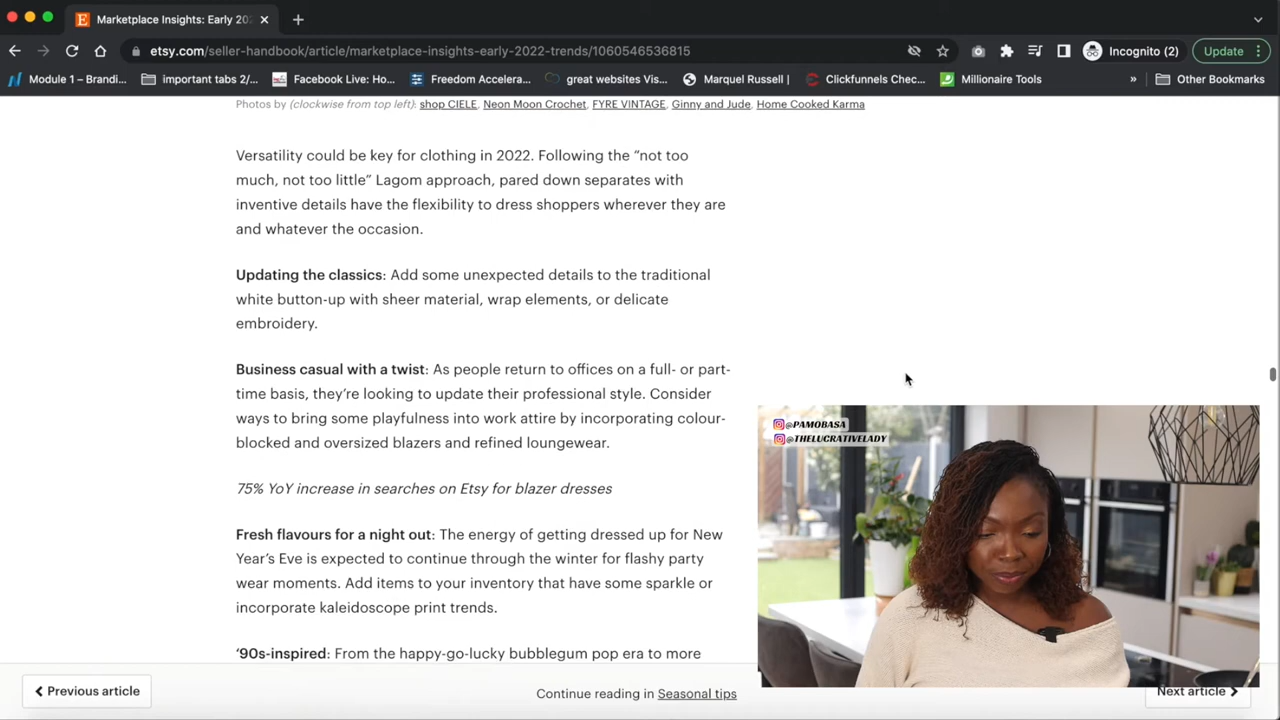 Marketplace Insights: Early 202
etsy.com/seller-handbook/article/marketplace-insights-early-2022-trends/1060546536815
Incognito (2)
Update
Module 1 – Brandi...
important tabs 2/...
Facebook Live: Ho...
Freedom Accelera...
great websites Vis...
Marquel Russell |
Clickfunnels Chec...
Millionaire Tools
»
Other Bookmarks
Photos by (clockwise from top left): shop CIELE, Neon Moon Crochet, FYRE VINTAGE, Ginny and Jude, Home Cooked Karma
Versatility could be key for clothing in 2022. Following the “not too
much, not too little” Lagom approach, pared down separates with
inventive details have the flexibility to dress shoppers wherever they are
and whatever the occasion.
Updating the classics: Add some unexpected details to the traditional
white button-up with sheer material, wrap elements, or delicate
embroidery.
Business casual with a twist: As people return to offices on a full- or part-
time basis, they’re looking to update their professional style. Consider
ways to bring some playfulness into work attire by incorporating colour-
blocked and oversized blazers and refined loungewear.
75% YoY increase in searches on Etsy for blazer dresses
Fresh flavours for a night out: The energy of getting dressed up for New
Year’s Eve is expected to continue through the winter for flashy party
wear moments. Add items to your inventory that have some sparkle or
incorporate kaleidoscope print trends.
‘90s-inspired: From the happy-go-lucky bubblegum pop era to more
@PAMOBASA
@THELUCRATIVELADY
Previous article
Continue reading in Seasonal tips
Next article